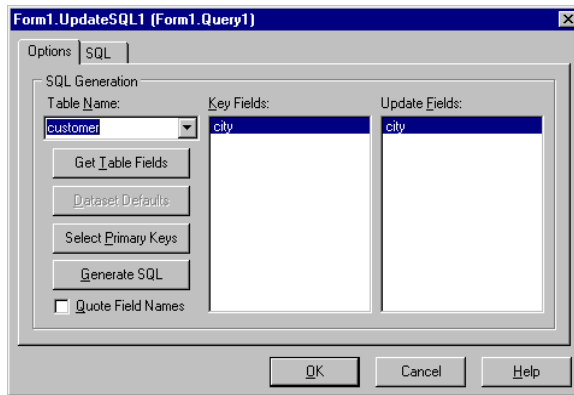 Form1.UpdateSQL1 (Form1.Query1)
Options SQL
SQL Generation
Table Name: Key Fields: Update Fields:
customer city city
Get Table Fields
Dataset Defaults
Select Primary Keys
Generate SQL
Quote Field Names
OK Cancel Help